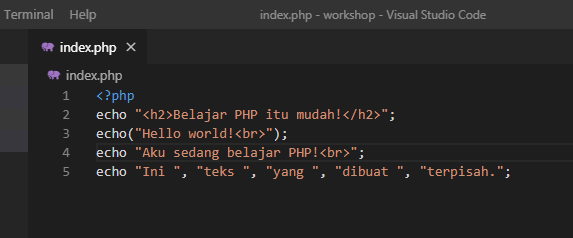 Terminal index.php - workshop - Visual Studio Code
index.php ×
index.php
1 <?php
2 echo "<h2>Belajar PHP itu mudah!</h2>";
3 echo("Hello world!<br>");
4 echo "Aku sedang belajar PHP!<br>";
5 echo "Ini ", "teks ", "yang ", "dibuat ", "terpisah.";